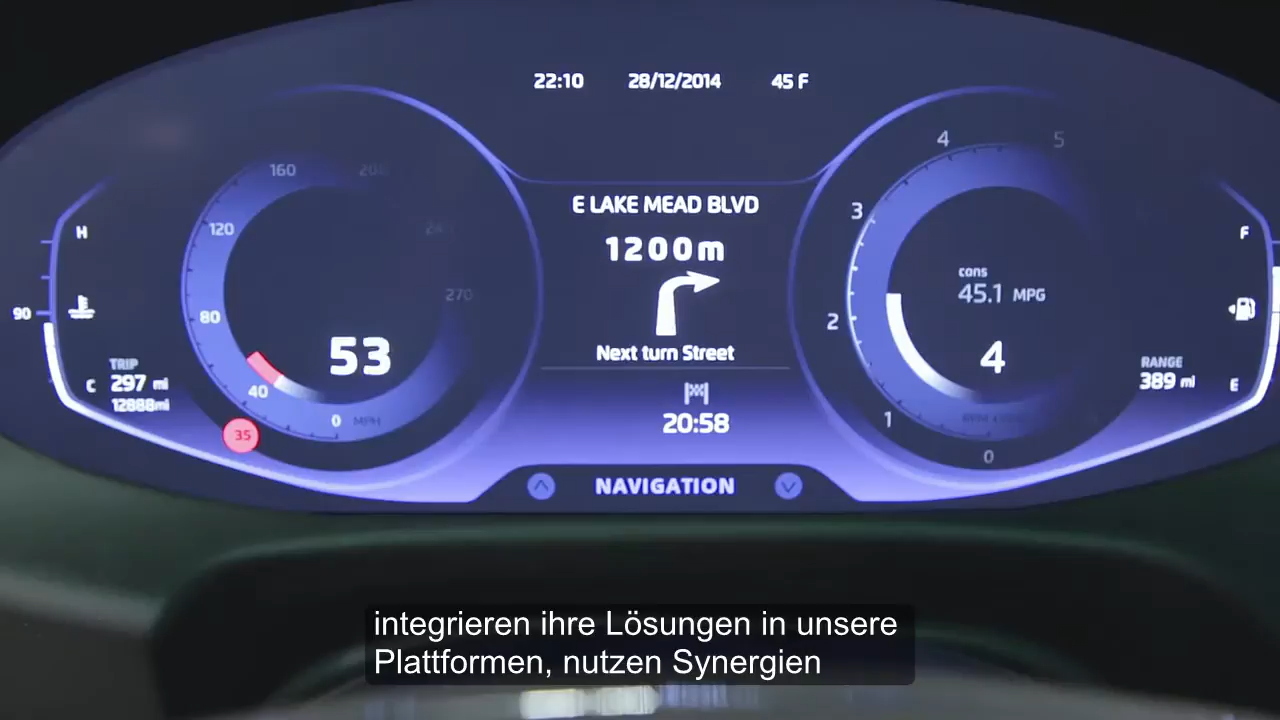 22:10 28/12/2014 45 F
160 200
120 240
80 270
40
0 MPH
53
35
H
90
C
TRIP
297 mi
12888mi
E LAKE MEAD BLVD
1200m
Next turn Street
20:58
NAVIGATION
4 5
3
2
1
0
cons
45.1 MPG
4
F
RANGE
389 mi
E
integrieren ihre Lösungen in unsere
Plattformen, nutzen Synergien